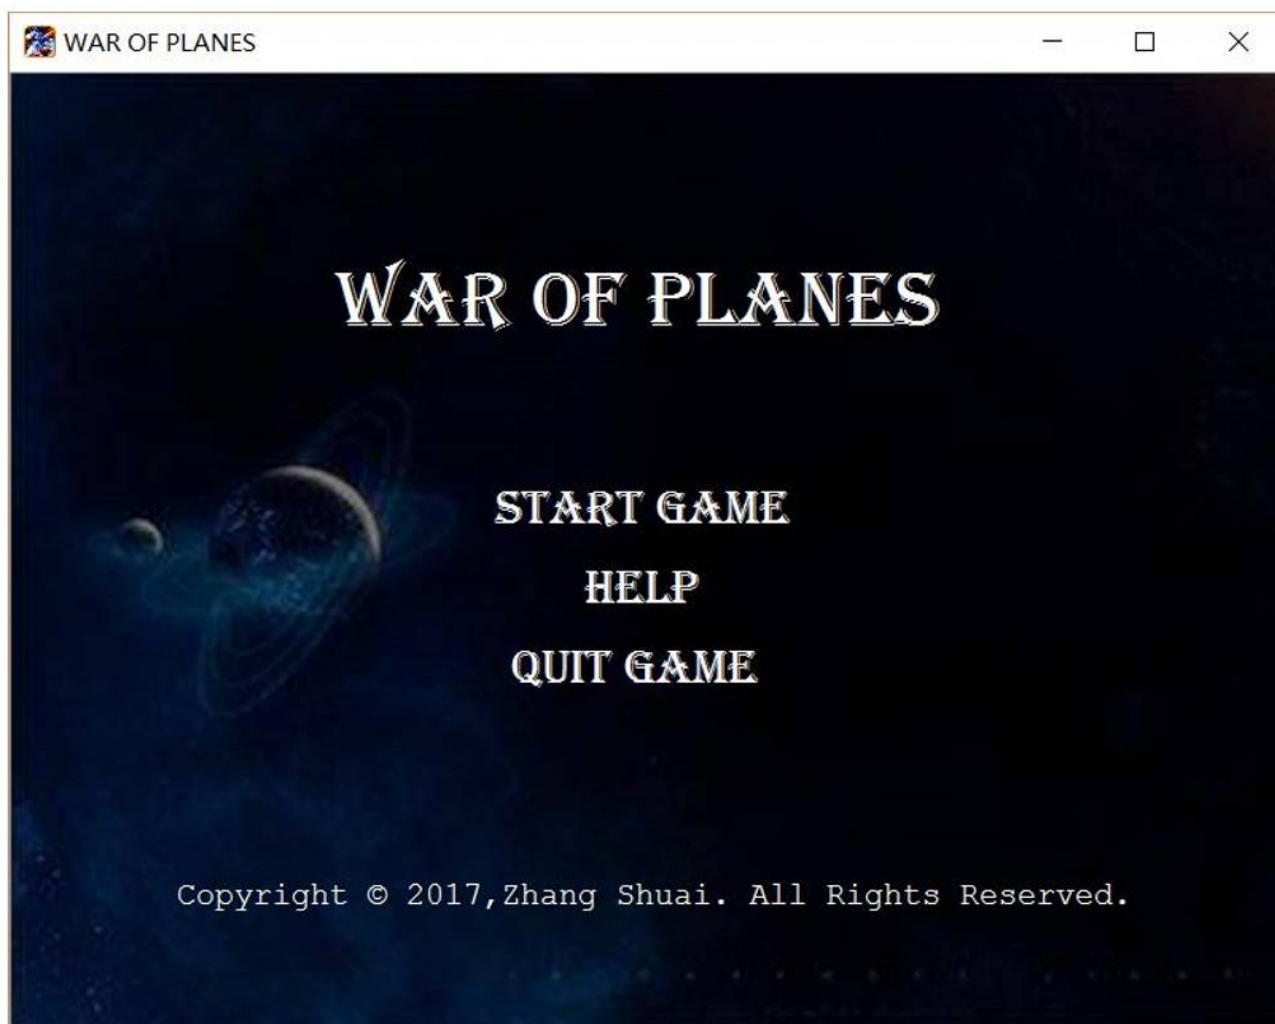 WAR OF PLANES
WAR OF PLANES
START GAME
HELP
QUIT GAME
Copyright © 2017,Zhang Shuai. All Rights Reserved.